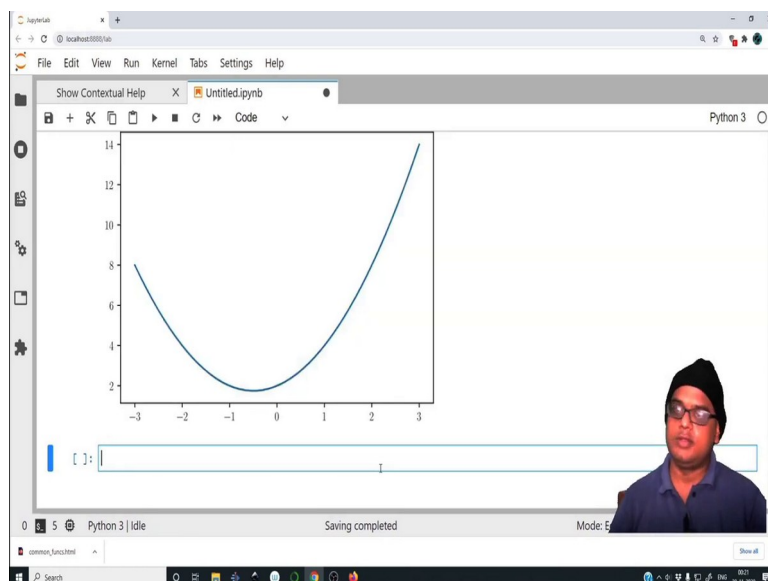 JupyterLab
localhost:8888/lab
File Edit View Run Kernel Tabs Settings Help
Show Contextual Help X Untitled.ipynb
Code Python 3
14
12
10
8
6
4
2
−3 −2 −1 0 1 2 3
[ ]:
0 5 Python 3 | Idle Saving completed Mode: E
common_funcs.html Show all
Search ENG 00:21